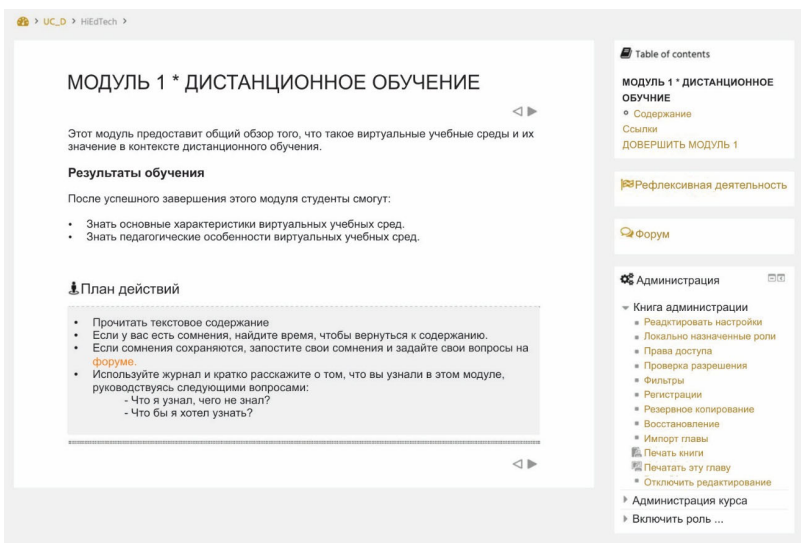 UC_D > HiEdTech >
МОДУЛЬ 1 * ДИСТАНЦИОННОЕ ОБУЧЕНИЕ
Этот модуль предоставит общий обзор того, что такое виртуальные учебные среды и их
значение в контексте дистанционного обучения.
Результаты обучения
После успешного завершения этого модуля студенты смогут:
• Знать основные характеристики виртуальных учебных сред.
• Знать педагогические особенности виртуальных учебных сред.
План действий
• Прочитать текстовое содержание
• Если у вас есть сомнения, найдите время, чтобы вернуться к содержанию.
• Если сомнения сохраняются, запостите свои сомнения и задайте свои вопросы на
форуме.
• Используйте журнал и кратко расскажите о том, что вы узнали в этом модуле,
руководствуясь следующими вопросами:
- Что я узнал, чего не знал?
- Что бы я хотел узнать?
Table of contents
МОДУЛЬ 1 * ДИСТАНЦИОННОЕ
ОБУЧНИЕ
Содержание
Ссылки
ДОВЕРШИТЬ МОДУЛЬ 1
Рефлексивная деятельность
Форум
Администрация
Книга администрации
Реадктировать настройки
Локально назначенные роли
Права доступа
Проверка разрешения
Фильтры
Регистрации
Резервное копирование
Восстановление
Импорт главы
Печать книги
Печатать эту главу
Отключить редактирование
Администрация курса
Включить роль ...